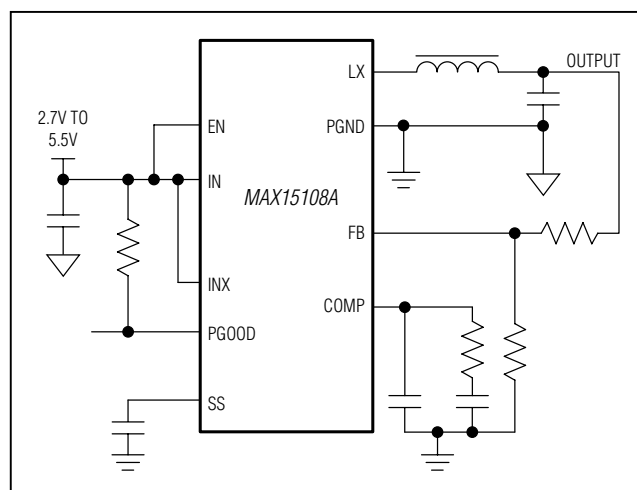 LX
OUTPUT
2.7V TO
5.5V
EN
PGND
IN
MAX15108A
FB
INX
COMP
PGOOD
SS